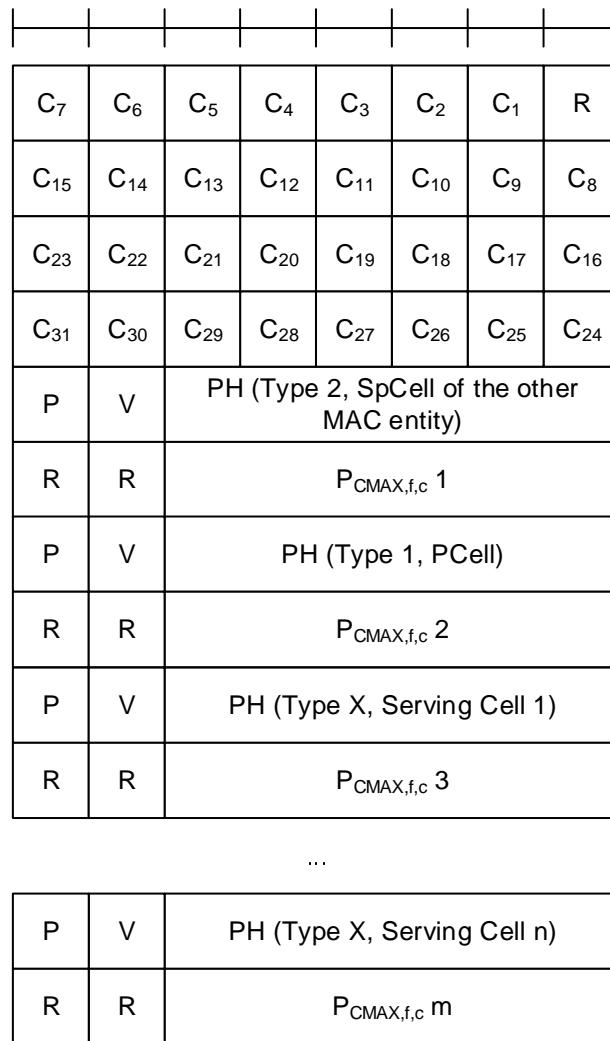 C7 C6 C5 C4 C3 C2 C1 R
C15 C14 C13 C12 C11 C10 C9 C8
C23 C22 C21 C20 C19 C18 C17 C16
C31 C30 C29 C28 C27 C26 C25 C24
P V PH (Type 2, SpCell of the other
MAC entity)
R R PCMAX,f,c 1
P V PH (Type 1, PCell)
R R PCMAX,f,c 2
P V PH (Type X, Serving Cell 1)
R R PCMAX,f,c 3
...
P V PH (Type X, Serving Cell n)
R R PCMAX,f,c m